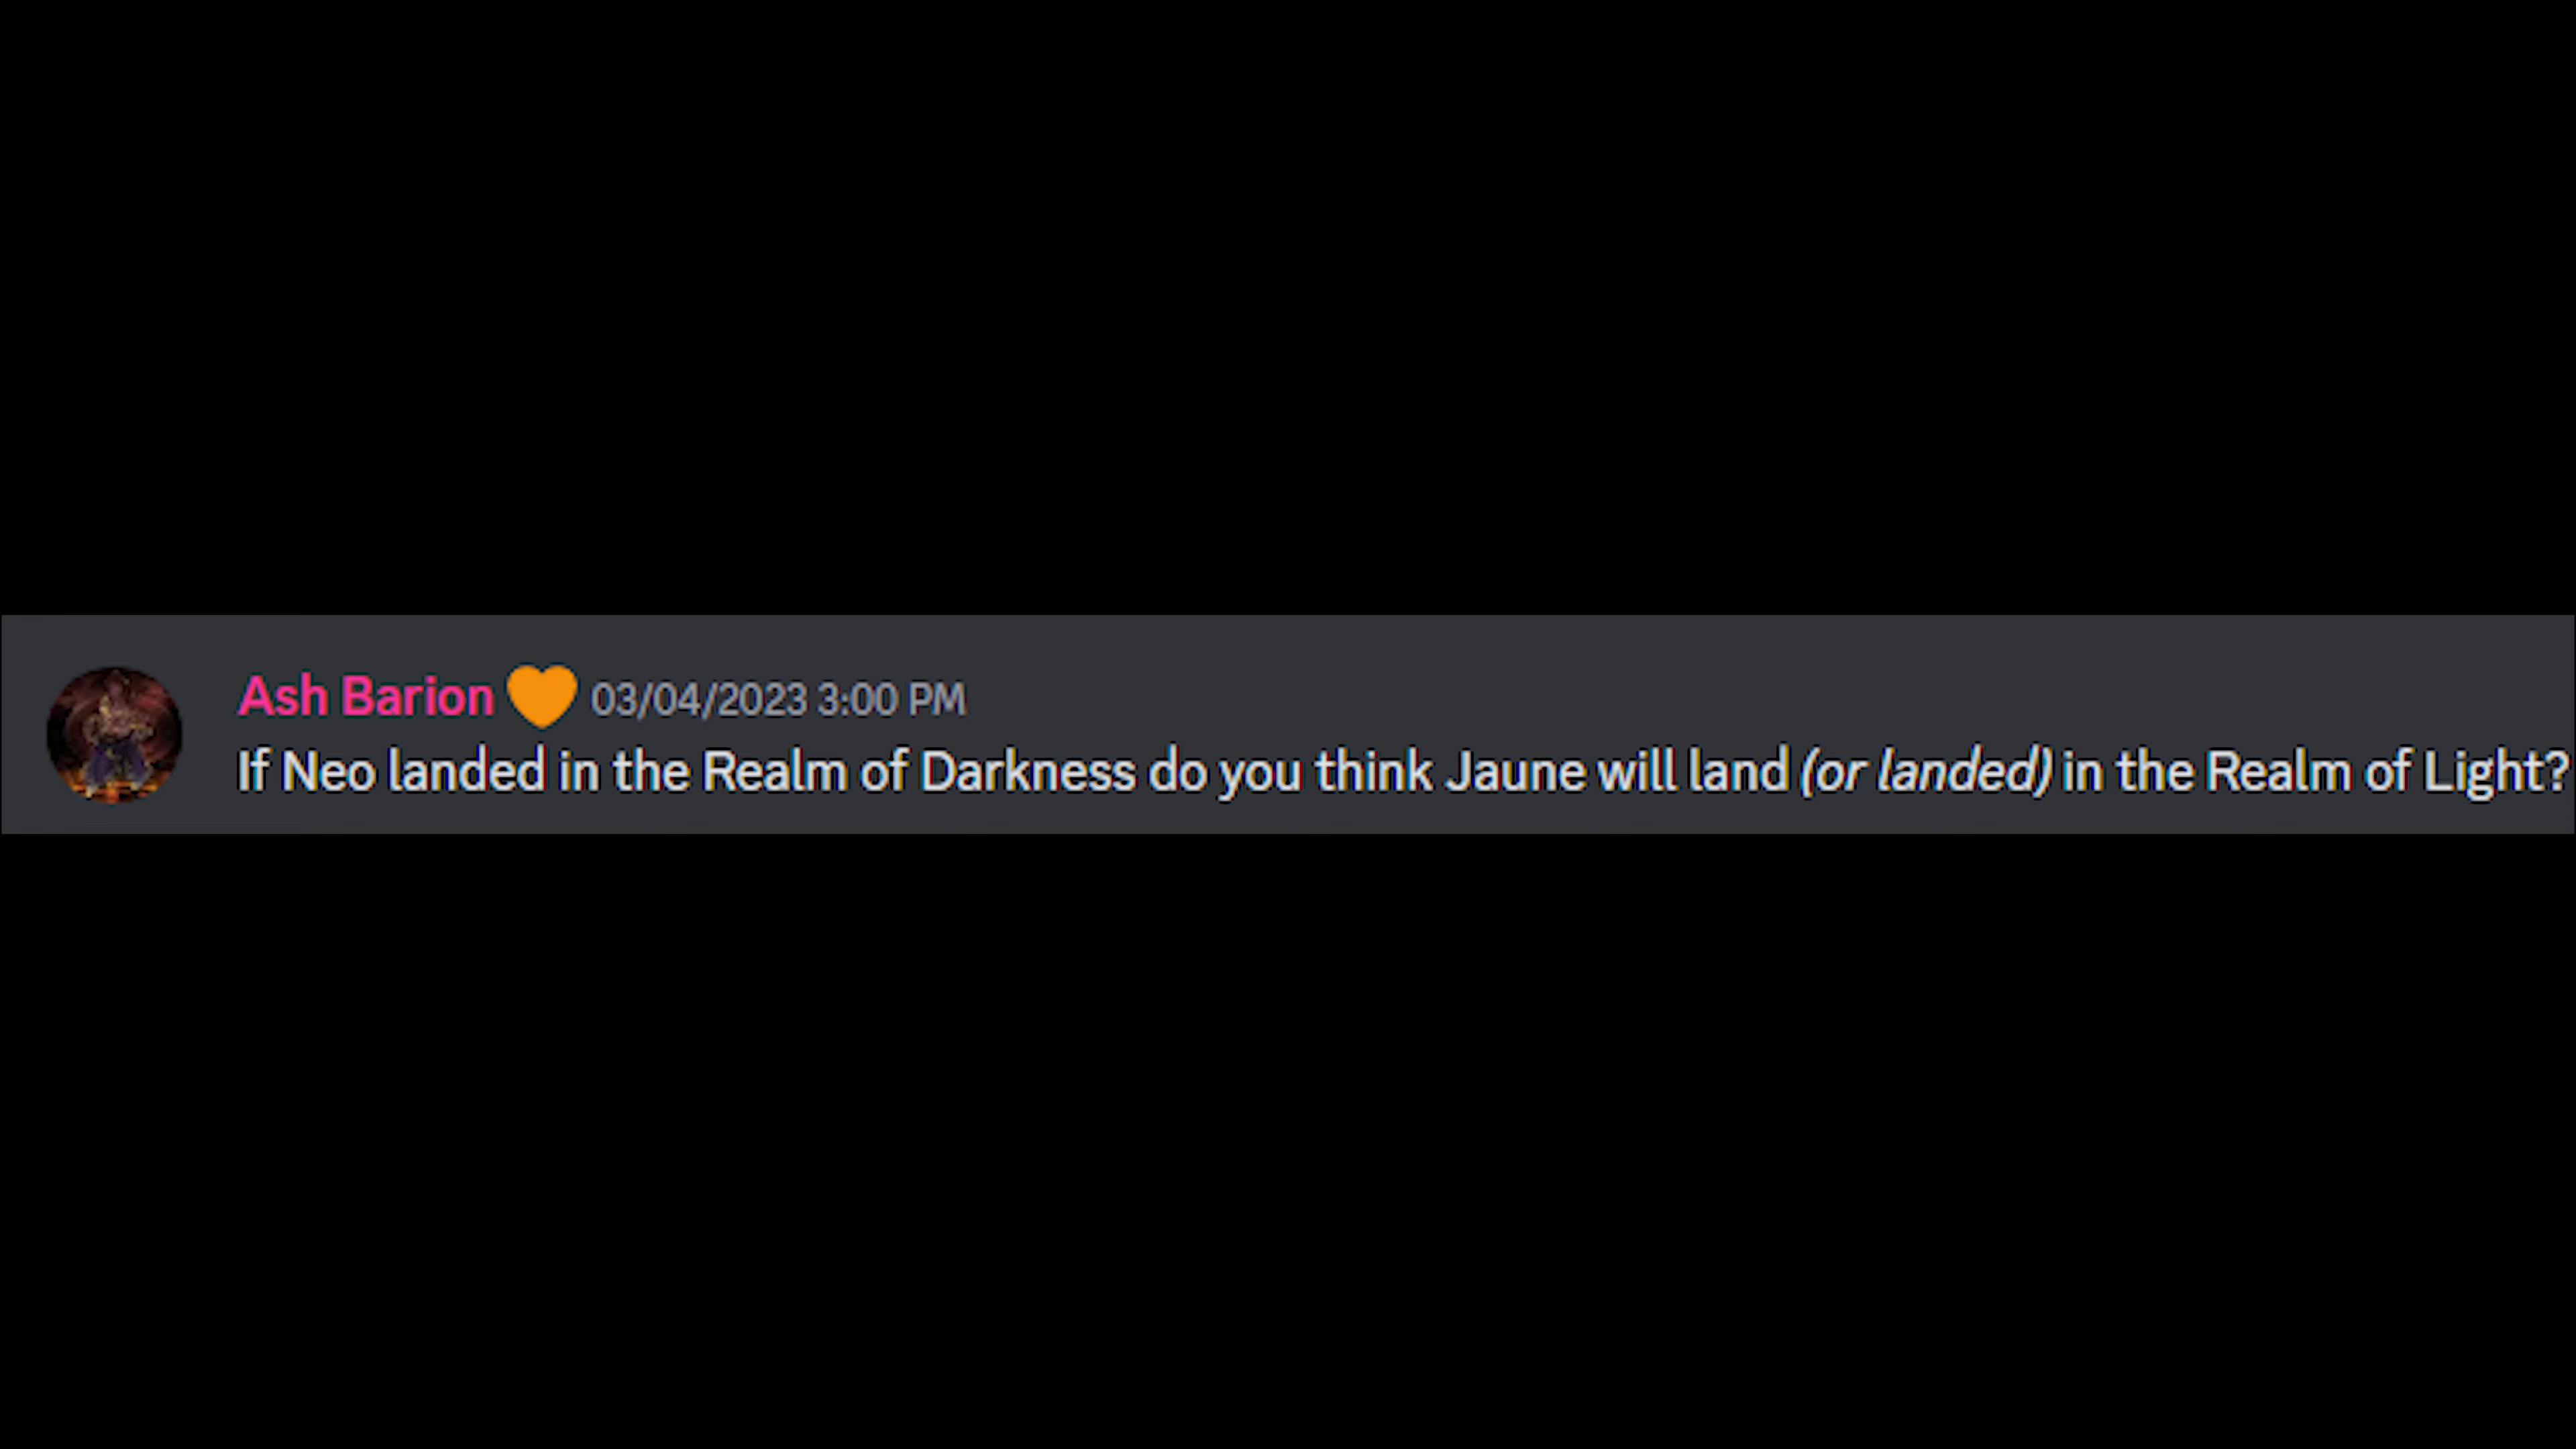 Ash Barion 🧡 03/04/2023 3:00 PM
If Neo landed in the Realm of Darkness do you think Jaune will land (or landed) in the Realm of Light?